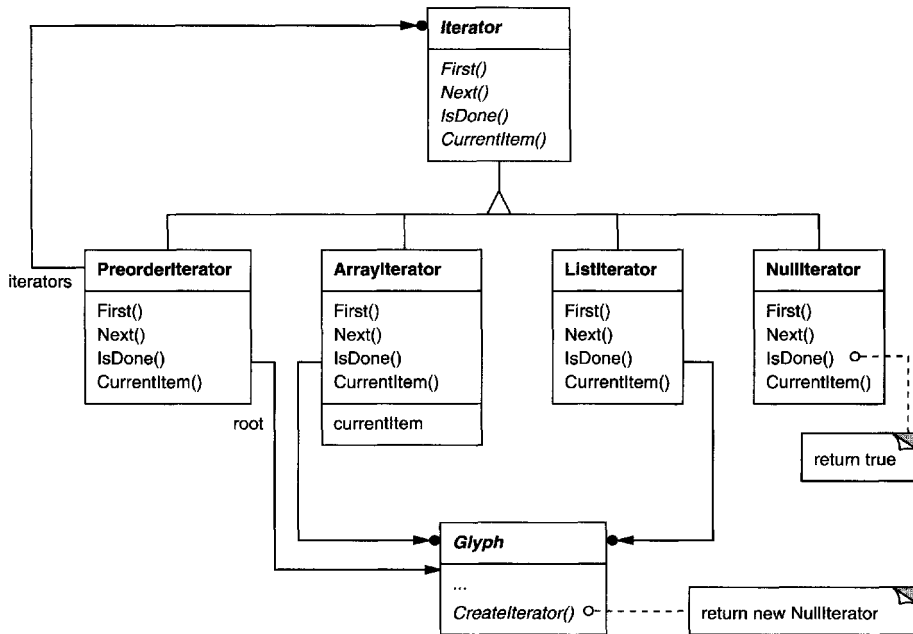 Iterator
First()
Next()
IsDone()
CurrentItem()
iterators
PreorderIterator
First()
Next()
IsDone()
CurrentItem()
ArrayIterator
First()
Next()
IsDone()
CurrentItem()
currentItem
ListIterator
First()
Next()
IsDone()
CurrentItem()
NullIterator
First()
Next()
IsDone()
CurrentItem()
root
return true
Glyph
...
CreateIterator()
return new NullIterator